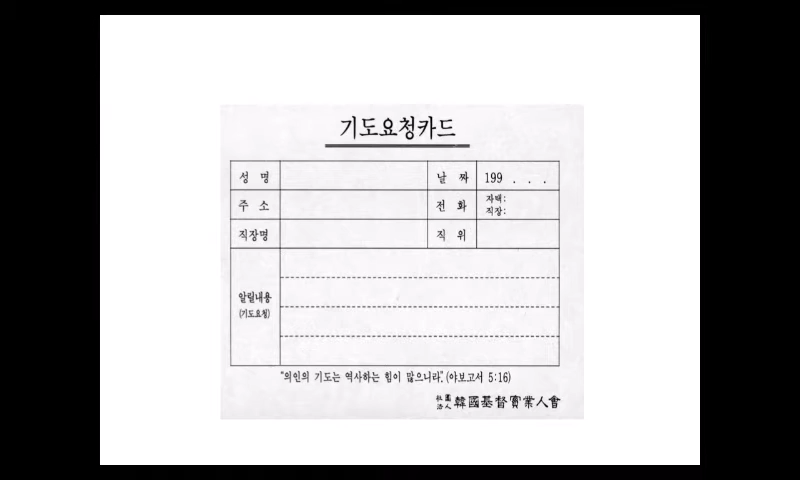 기도요청카드
성 명 날 짜 199 . . .
주 소 전 화 자택:
직장:
직장명 직 위
알릴내용
(기도요청)
"의인의 기도는 역사하는 힘이 많으니라". (야보고서 5:16)
社團
法人 韓國基督實業人會